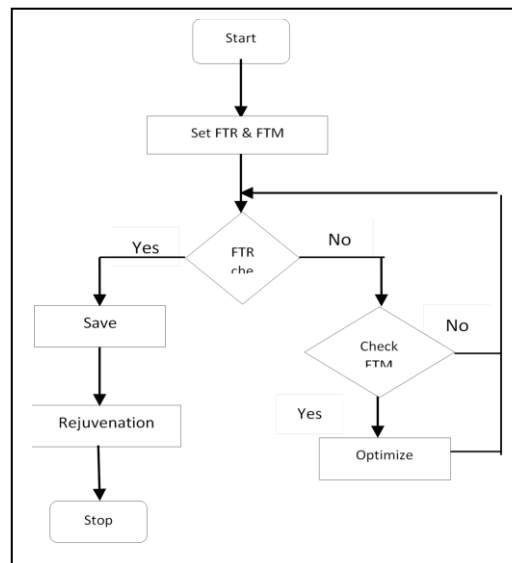 Start
Set FTR & FTM
Yes
FTR
che
No
Save
Check
FTM
No
Rejuvenation
Yes
Optimize
Stop